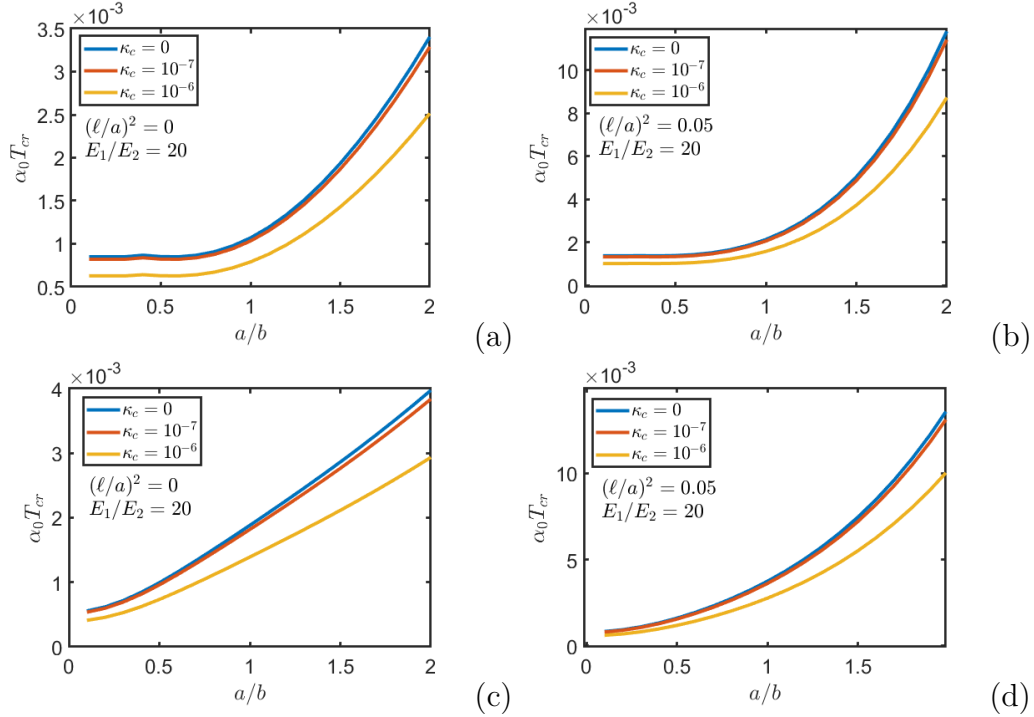 ×10⁻³
3.5
3
2.5
2
1.5
1
0.5
α₀T_cr
κ_c = 0
κ_c = 10⁻⁷
κ_c = 10⁻⁶
(ℓ/a)² = 0
E₁/E₂ = 20
0 0.5 1 1.5 2
a/b
(a)
×10⁻³
10
8
6
4
2
0
α₀T_cr
κ_c = 0
κ_c = 10⁻⁷
κ_c = 10⁻⁶
(ℓ/a)² = 0.05
E₁/E₂ = 20
0 0.5 1 1.5 2
a/b
(b)
×10⁻³
4
3
2
1
0
α₀T_cr
κ_c = 0
κ_c = 10⁻⁷
κ_c = 10⁻⁶
(ℓ/a)² = 0
E₁/E₂ = 20
0 0.5 1 1.5 2
a/b
(c)
×10⁻³
10
5
0
α₀T_cr
κ_c = 0
κ_c = 10⁻⁷
κ_c = 10⁻⁶
(ℓ/a)² = 0.05
E₁/E₂ = 20
0 0.5 1 1.5
a/b
(d)